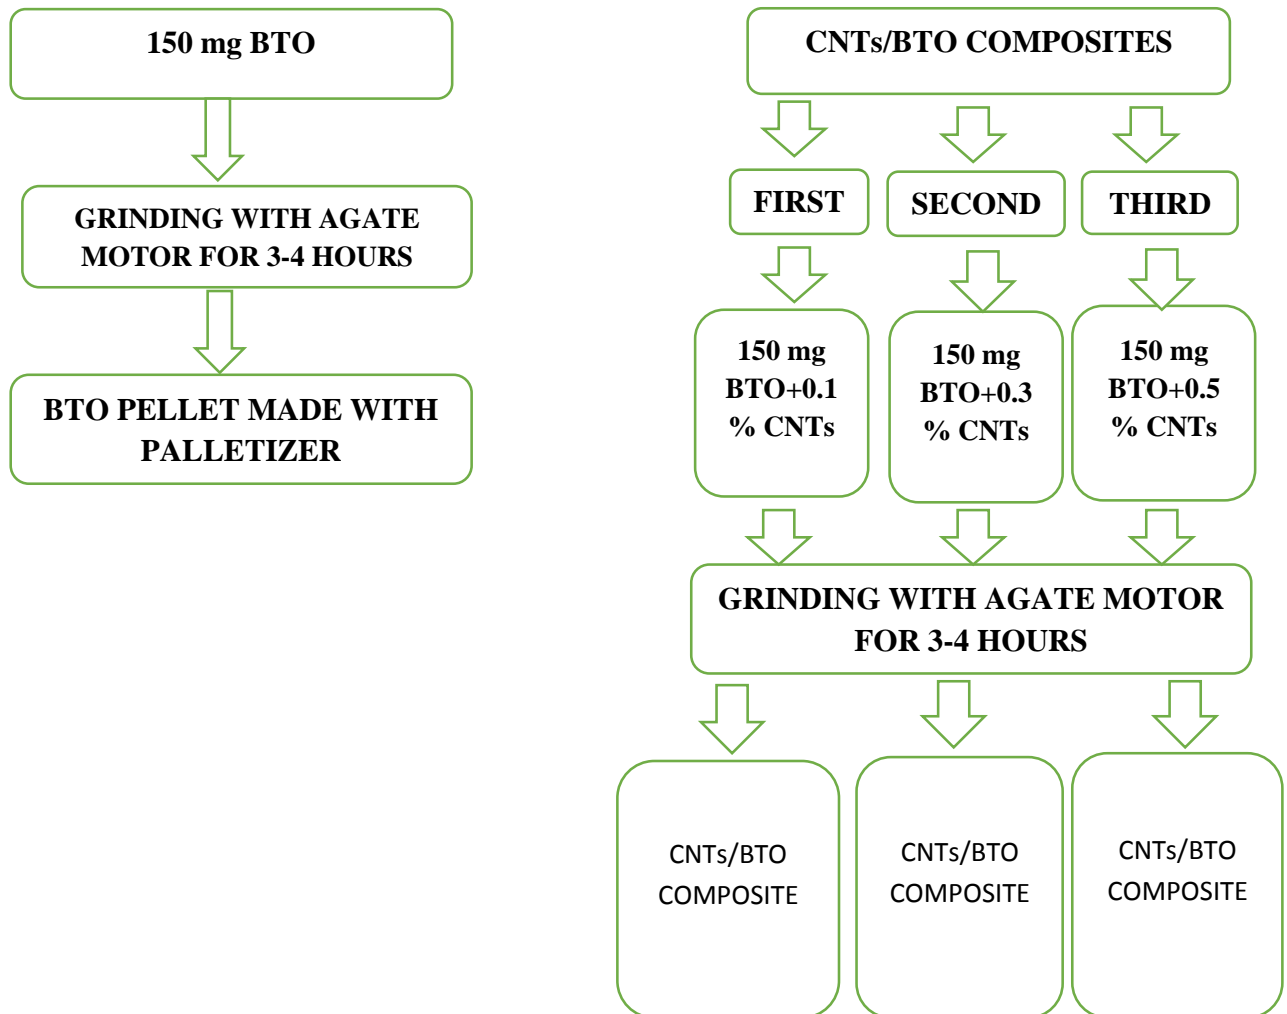 150 mg BTO
GRINDING WITH AGATE
MOTOR FOR 3-4 HOURS
BTO PELLET MADE WITH
PALLETIZER
CNTs/BTO COMPOSITES
FIRST
SECOND
THIRD
150 mg
BTO+0.1
% CNTs
150 mg
BTO+0.3
% CNTs
150 mg
BTO+0.5
% CNTs
GRINDING WITH AGATE MOTOR
FOR 3-4 HOURS
CNTs/BTO
COMPOSITE
CNTs/BTO
COMPOSITE
CNTs/BTO
COMPOSITE